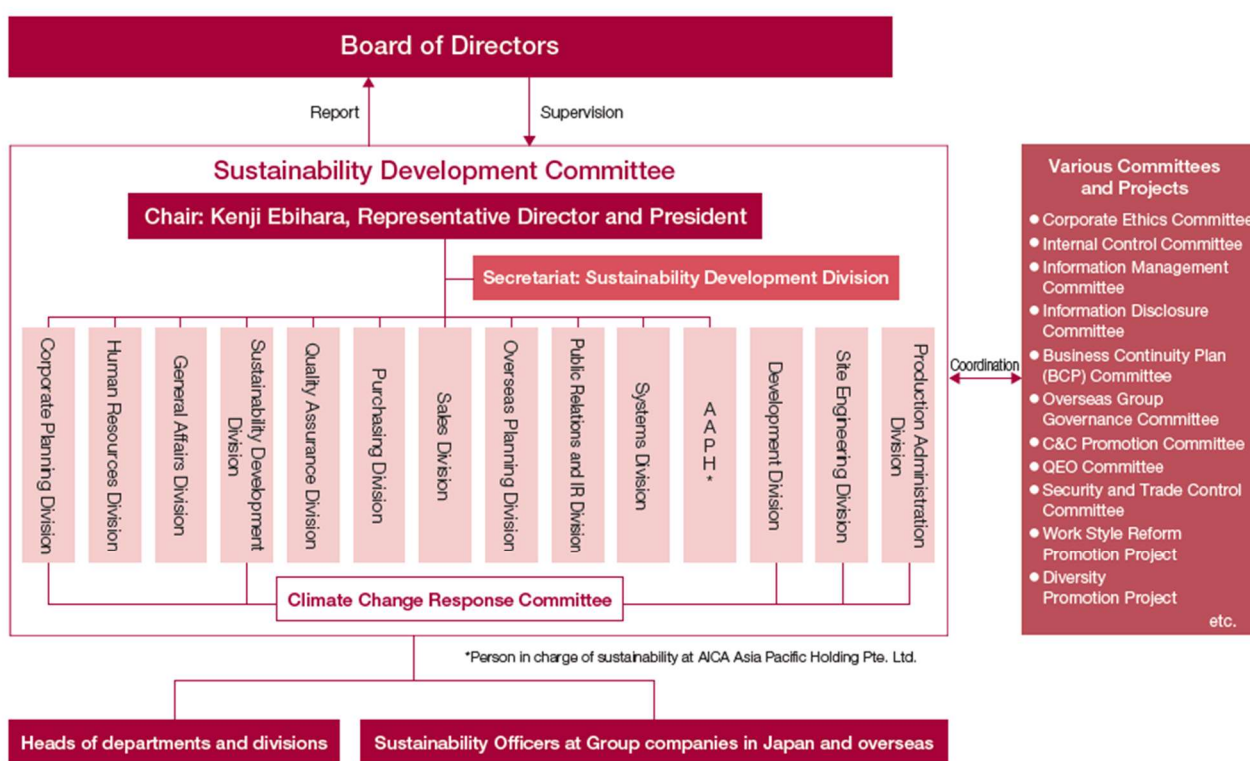 Board of Directors
Report
Supervision
Sustainability Development Committee
Chair: Kenji Ebihara, Representative Director and President
Secretariat: Sustainability Development Division
Corporate Planning Division
Human Resources Division
General Affairs Division
Sustainability Development
Division
Quality Assurance Division
Purchasing Division
Sales Division
Overseas Planning Division
Public Relations and IR Division
Systems Division
AAPH*
Development Division
Site Engineering Division
Production Administration
Division
Climate Change Response Committee
*Person in charge of sustainability at AICA Asia Pacific Holding Pte. Ltd.
Heads of departments and divisions
Sustainability Officers at Group companies in Japan and overseas
Coordination
Various Committees
and Projects
● Corporate Ethics Committee
● Internal Control Committee
● Information Management
Committee
● Information Disclosure
Committee
● Business Continuity Plan
(BCP) Committee
● Overseas Group
Governance Committee
● C&C Promotion Committee
● QEO Committee
● Security and Trade Control
Committee
● Work Style Reform
Promotion Project
● Diversity
Promotion Project
etc.